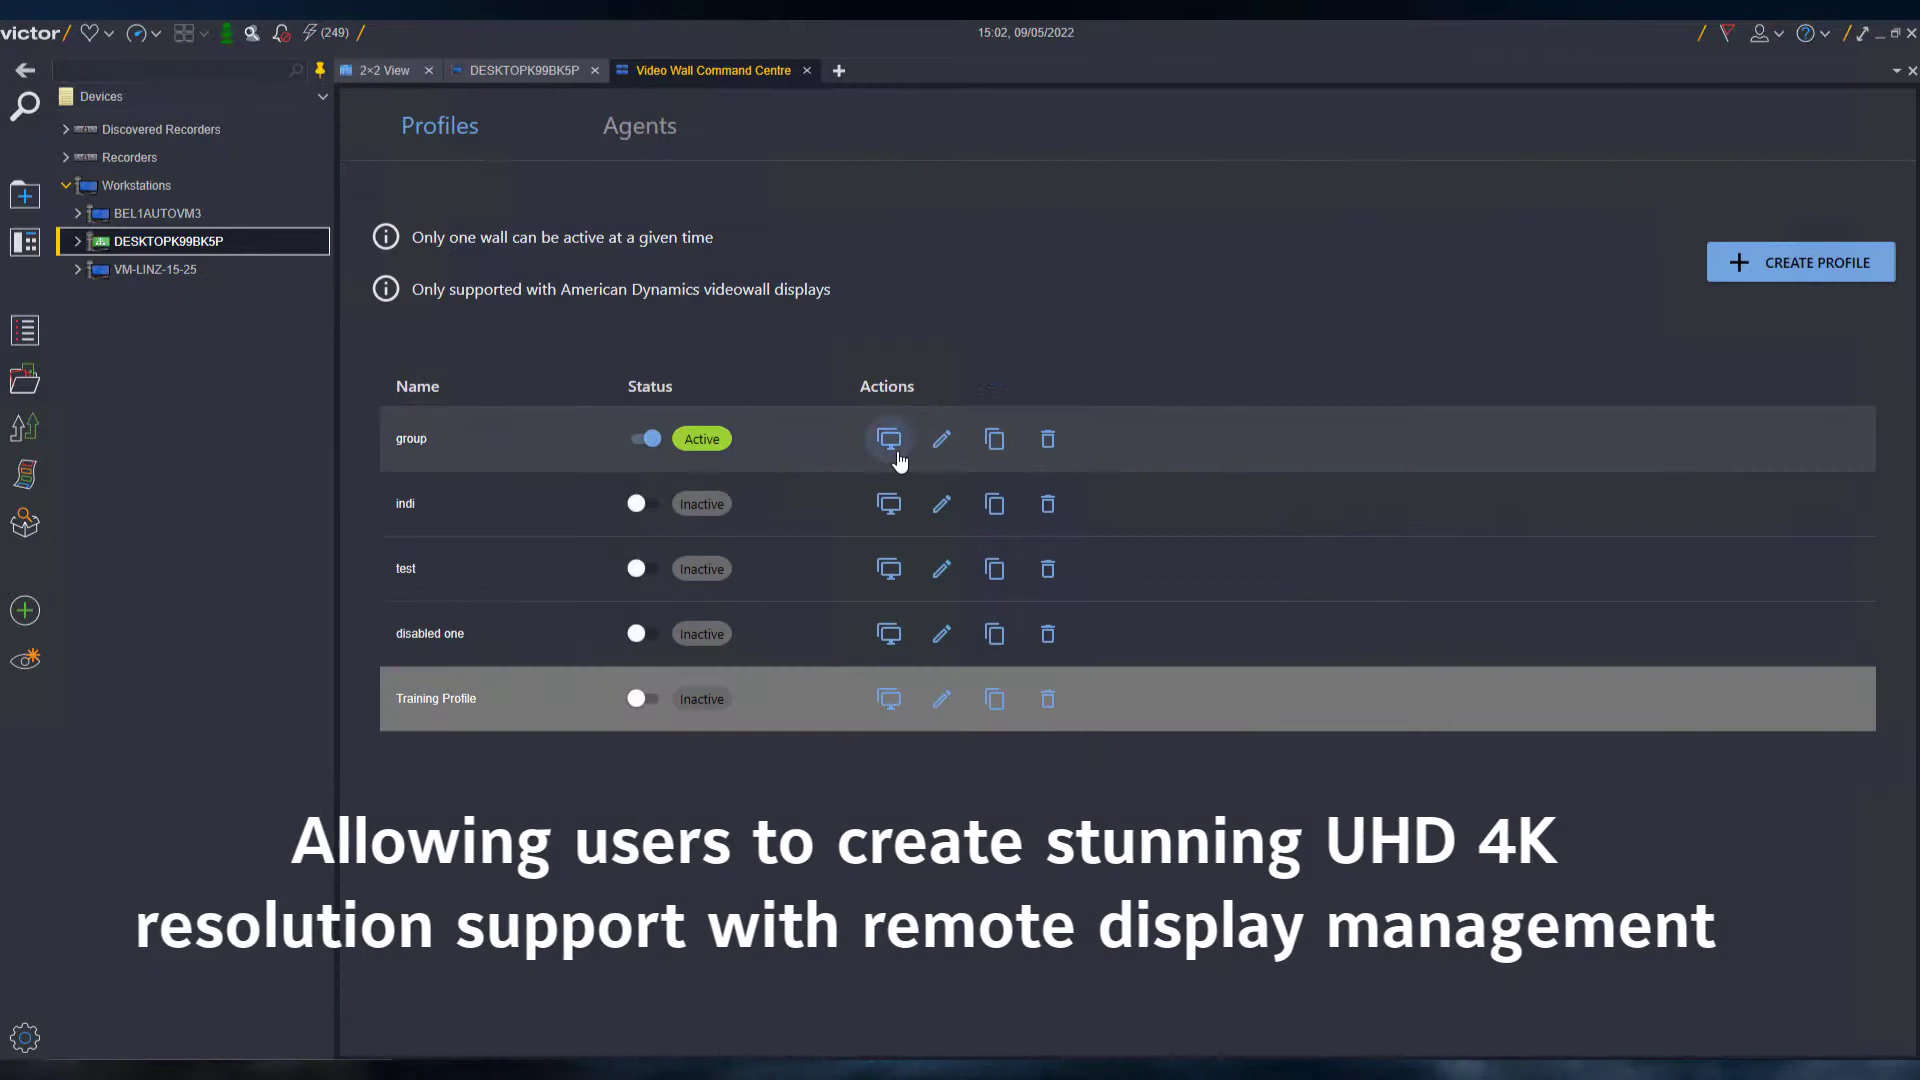 victor
(249)
15:02, 09/05/2022
2×2 View
DESKTOPK99BK5P
Video Wall Command Centre
Devices
Discovered Recorders
Recorders
Workstations
BEL1AUTOVM3
DESKTOPK99BK5P
VM-LINZ-15-25
Profiles
Agents
Only one wall can be active at a given time
Only supported with American Dynamics videowall displays
CREATE PROFILE
Name Status Actions
group Active
indi Inactive
test Inactive
disabled one Inactive
Training Profile Inactive
Allowing users to create stunning UHD 4K
resolution support with remote display management